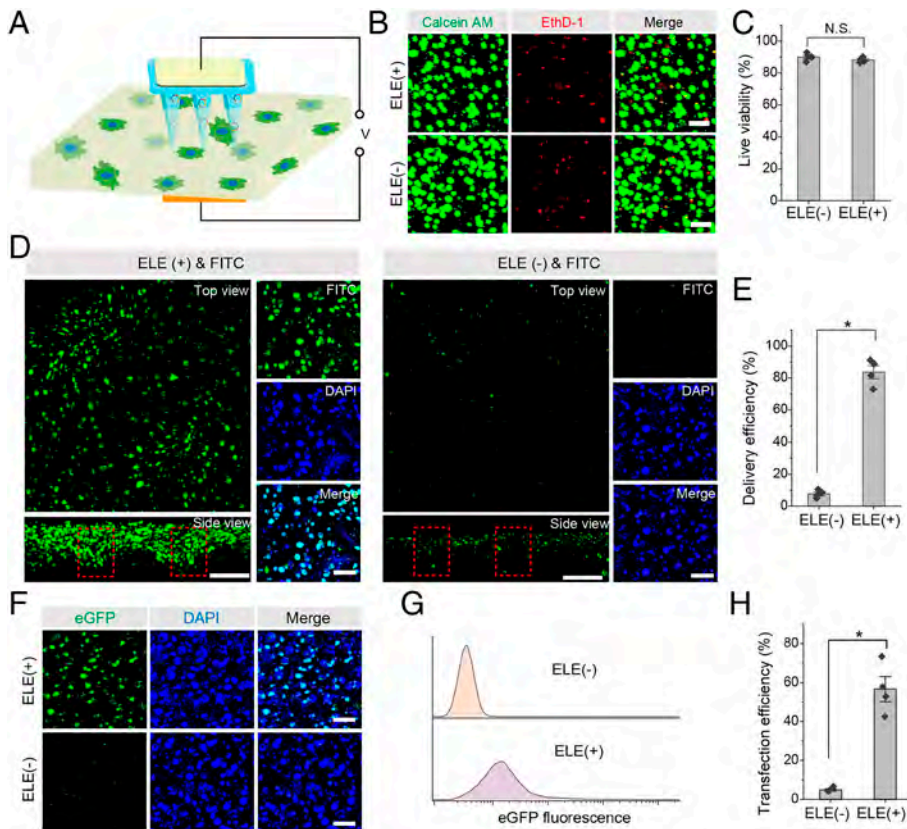 A
V
B
Calcein AM
EthD-1
Merge
ELE(+)
ELE(-)
C
N.S.
Live viability (%)
100
80
60
40
20
0
ELE(-)
ELE(+)
D
ELE (+) & FITC
Top view
FITC
DAPI
Merge
Side view
ELE (-) & FITC
Top view
FITC
DAPI
Merge
Side view
E
*
Delivery efficiency (%)
100
80
60
40
20
0
ELE(-)
ELE(+)
F
eGFP
DAPI
Merge
ELE(+)
ELE(-)
G
ELE(-)
ELE(+)
eGFP fluorescence
H
*
Transfection efficiency (%)
80
60
40
20
0
ELE(-)
ELE(+)